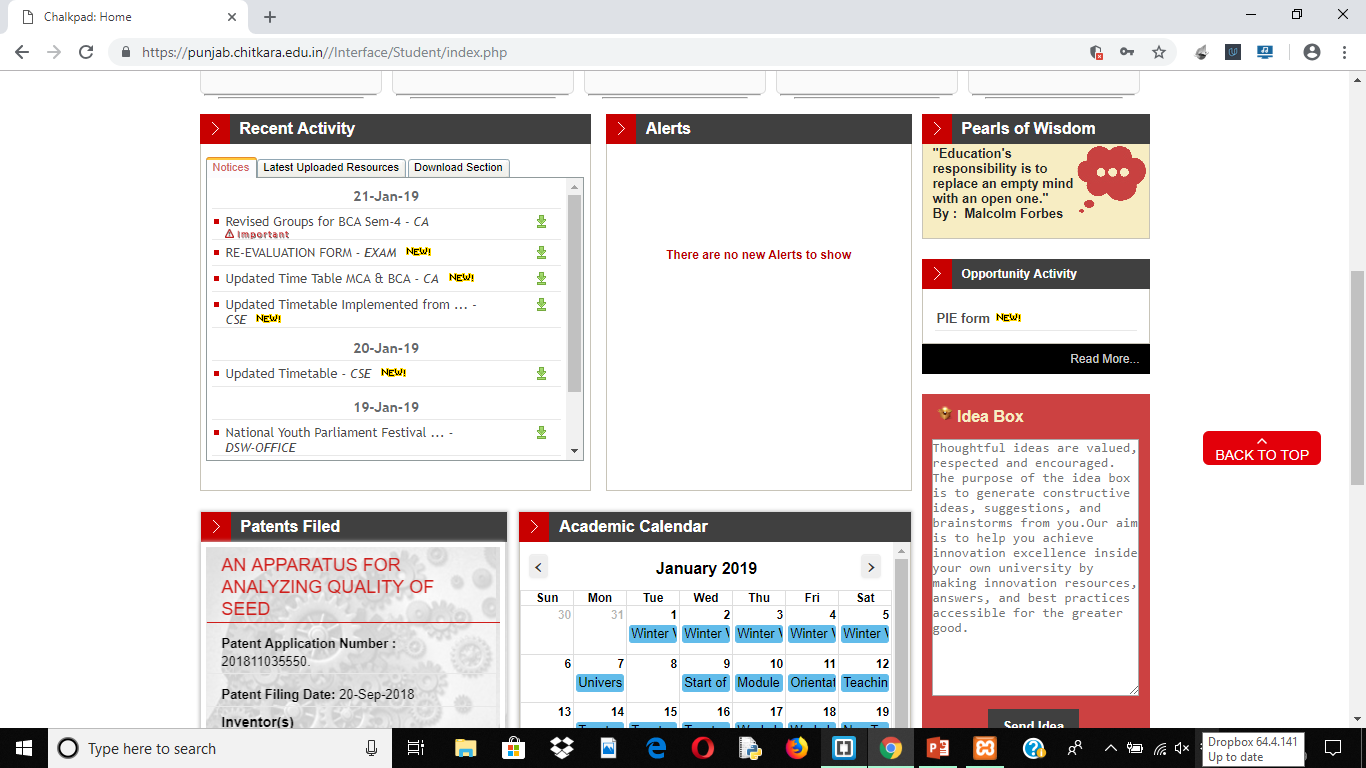 Chalkpad: Home
https://punjab.chitkara.edu.in//Interface/Student/index.php
Recent Activity
Notices
Latest Uploaded Resources
Download Section
21-Jan-19
Revised Groups for BCA Sem-4 - CA
Important
RE-EVALUATION FORM - EXAM NEW!
Updated Time Table MCA & BCA - CA NEW!
Updated Timetable Implemented from ... -
CSE NEW!
20-Jan-19
Updated Timetable - CSE NEW!
19-Jan-19
National Youth Parliament Festival ... -
DSW-OFFICE
Alerts
There are no new Alerts to show
Pearls of Wisdom
"Education's
responsibility is to
replace an empty mind
with an open one."
By : Malcolm Forbes
Opportunity Activity
PIE form NEW!
Read More...
Idea Box
Thoughtful ideas are valued,
respected and encouraged.
The purpose of the idea box
is to generate constructive
ideas, suggestions, and
brainstorms from you.Our aim
is to help you achieve
innovation excellence inside
your own university by
making innovation resources,
answers, and best practices
accessible for the greater
good.
Send Idea
BACK TO TOP
Patents Filed
AN APPARATUS FOR
ANALYZING QUALITY OF
SEED
Patent Application Number :
201811035550.
Patent Filing Date: 20-Sep-2018
Inventor(s)
Academic Calendar
January 2019
Sun Mon Tue Wed Thu Fri Sat
30 31 1 2 3 4 5
Winter V Winter V Winter V Winter V Winter V
6 7 8 9 10 11 12
Univers Start of Module Orientat Teachin
13 14 15 16 17 18 19
Type here to search
Dropbox 64.4.141
Up to date